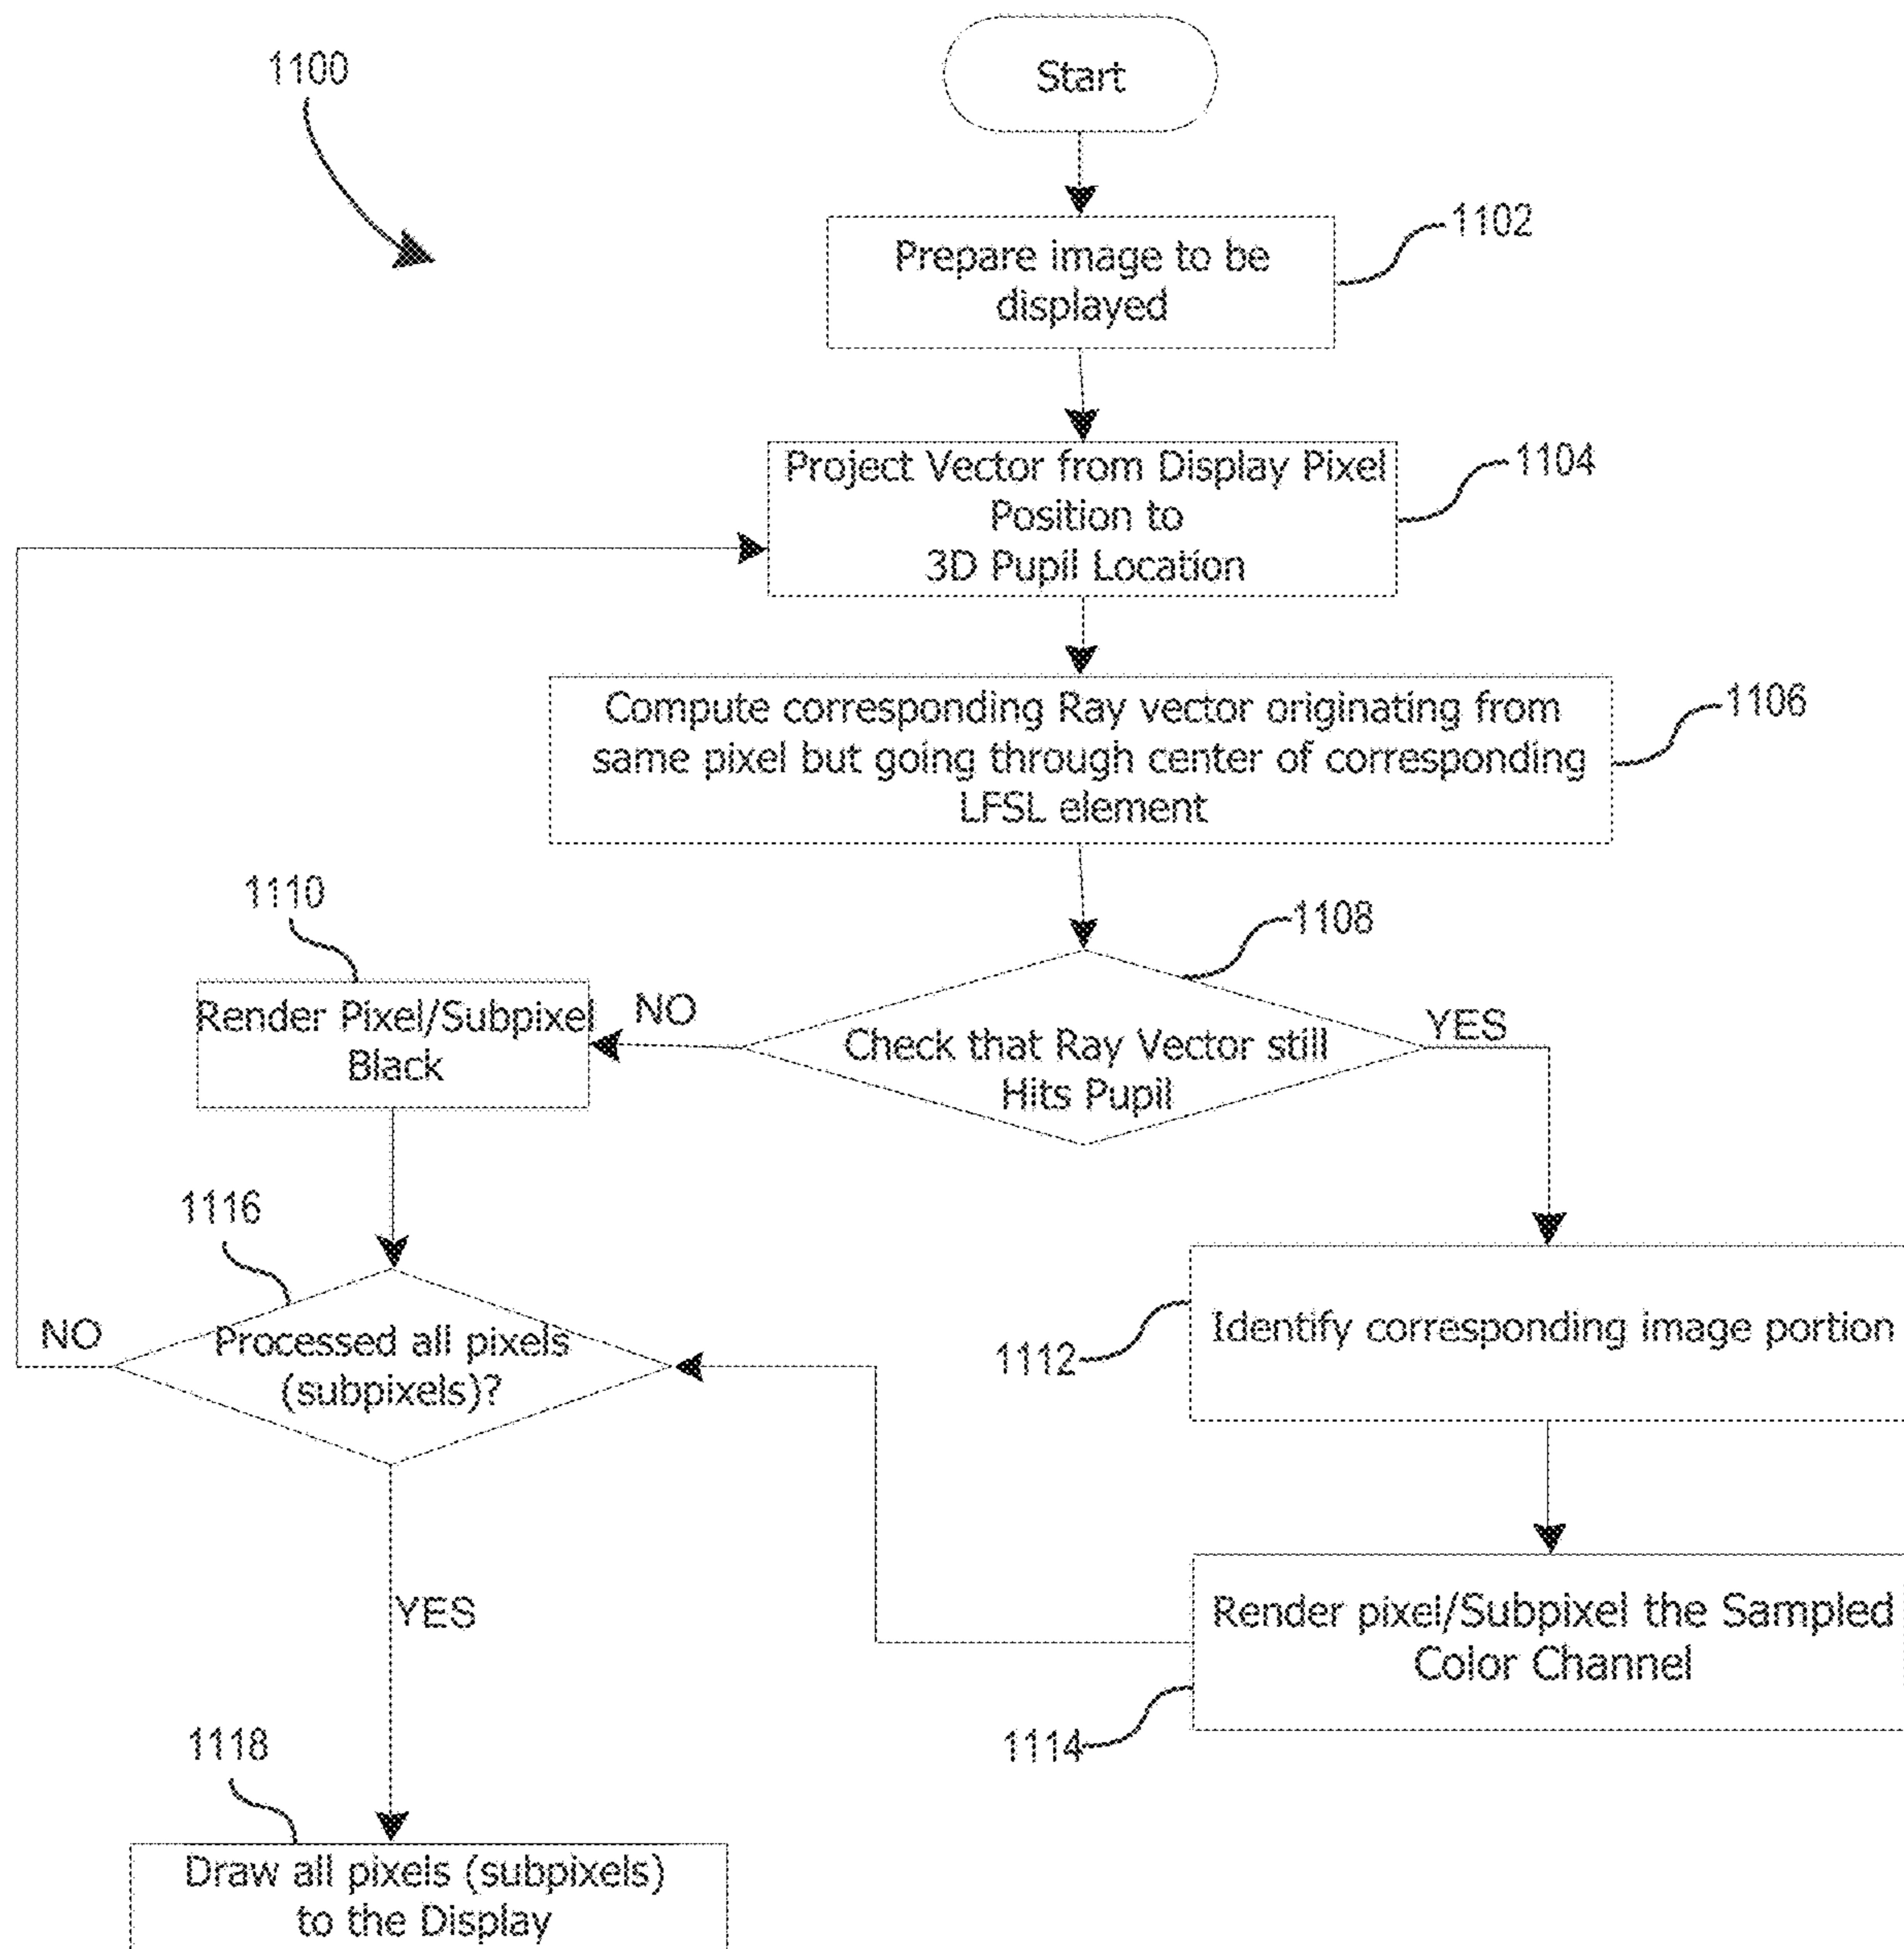 1100
Start
1102
Prepare image to be
displayed
1104
Project Vector from Display Pixel
Position to
3D Pupil Location
1106
Compute corresponding Ray vector originating from
same pixel but going through center of corresponding
LFSL element
1108
1110
Render Pixel/Subpixel
Black
NO
Check that Ray Vector still
Hits Pupil
YES
1116
NO
Processed all pixels
(subpixels)?
1112
Identify corresponding image portion
YES
Render pixel/Subpixel the Sampled
Color Channel
1114
1118
Draw all pixels (subpixels)
to the Display